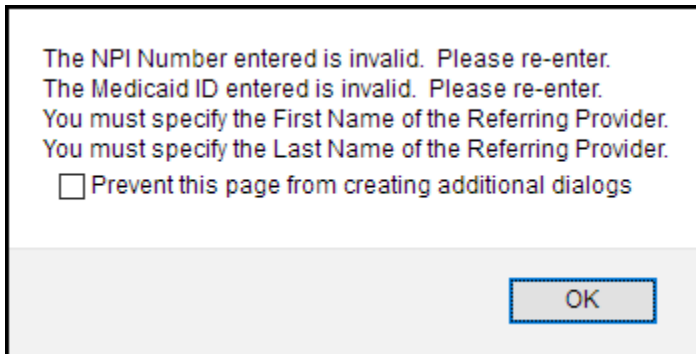 The NPI Number entered is invalid.  Please re-enter.
The Medicaid ID entered is invalid.  Please re-enter.
You must specify the First Name of the Referring Provider.
You must specify the Last Name of the Referring Provider.
Prevent this page from creating additional dialogs
OK